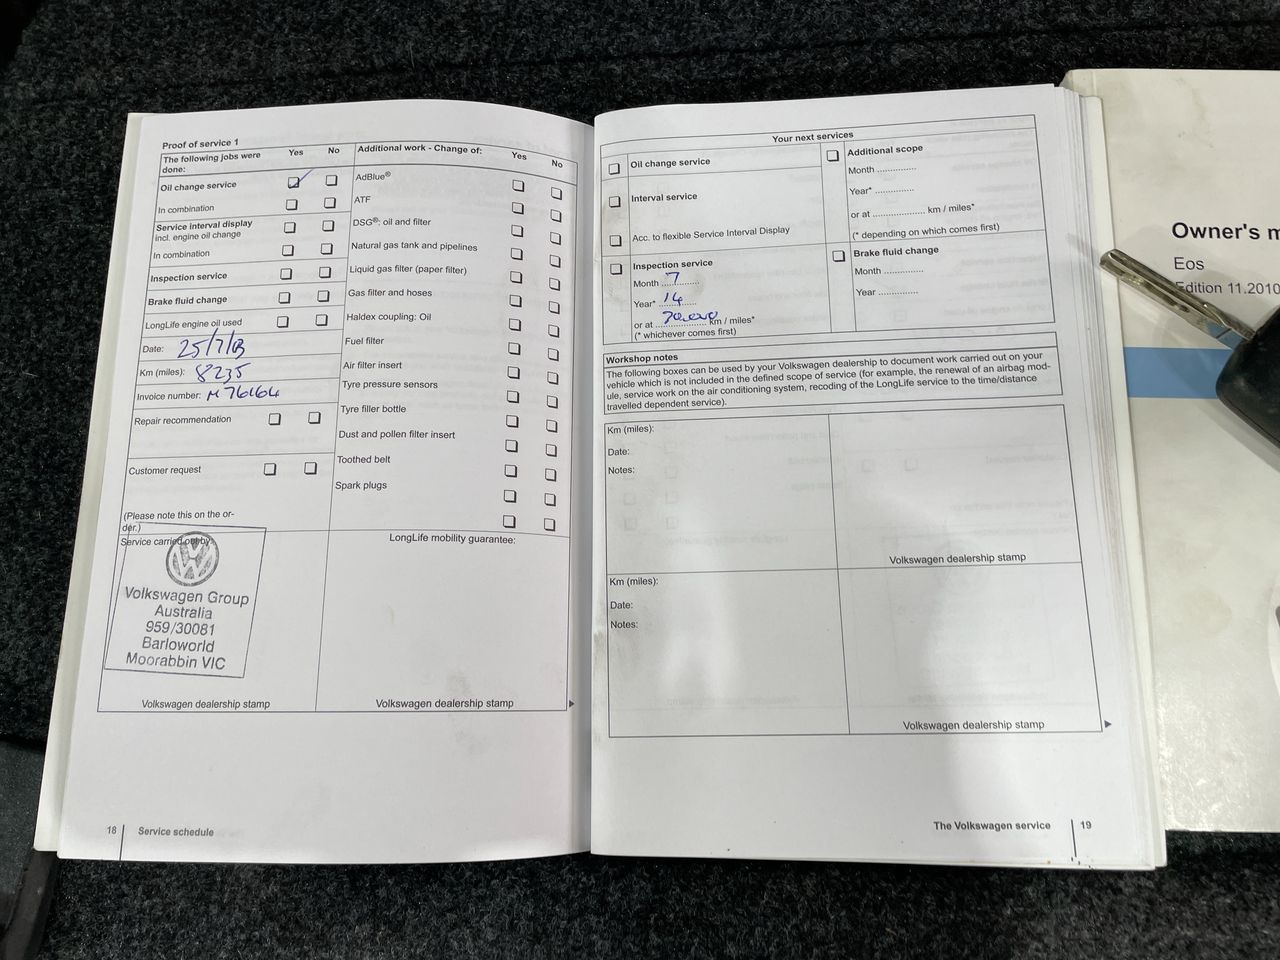 Proof of service 1
The following jobs were done: Yes No
Oil change service
In combination
Service interval display
incl. engine oil change
In combination
Inspection service
Brake fluid change
LongLife engine oil used
Date: 25/7/13
Km (miles): 8235
Invoice number: M76164
Repair recommendation
Customer request
(Please note this on the or-
der.)
Service carried out by:
Volkswagen Group
Australia
959/30081
Barloworld
Moorabbin VIC
Volkswagen dealership stamp
Additional work - Change of: Yes No
AdBlue®
ATF
DSG®: oil and filter
Natural gas tank and pipelines
Liquid gas filter (paper filter)
Gas filter and hoses
Haldex coupling: Oil
Fuel filter
Air filter insert
Tyre pressure sensors
Tyre filler bottle
Dust and pollen filter insert
Toothed belt
Spark plugs
LongLife mobility guarantee:
Volkswagen dealership stamp
18 Service schedule
Your next services
Oil change service
Interval service
Acc. to flexible Service Interval Display
Inspection service
Month 7
Year* 14
or at 30,000 km / miles*
(* whichever comes first)
Additional scope
Month ..............
Year* ..............
or at .................... km / miles*
(* depending on which comes first)
Brake fluid change
Month ..............
Year ..............
Workshop notes
The following boxes can be used by your Volkswagen dealership to document work carried out on your
vehicle which is not included in the defined scope of service (for example, the renewal of an airbag mod-
ule, service work on the air conditioning system, recoding of the LongLife service to the time/distance
travelled dependent service).
Km (miles):
Date:
Notes:
Volkswagen dealership stamp
Km (miles):
Date:
Notes:
Volkswagen dealership stamp
The Volkswagen service 19
Owner's m
Eos
Edition 11.2010